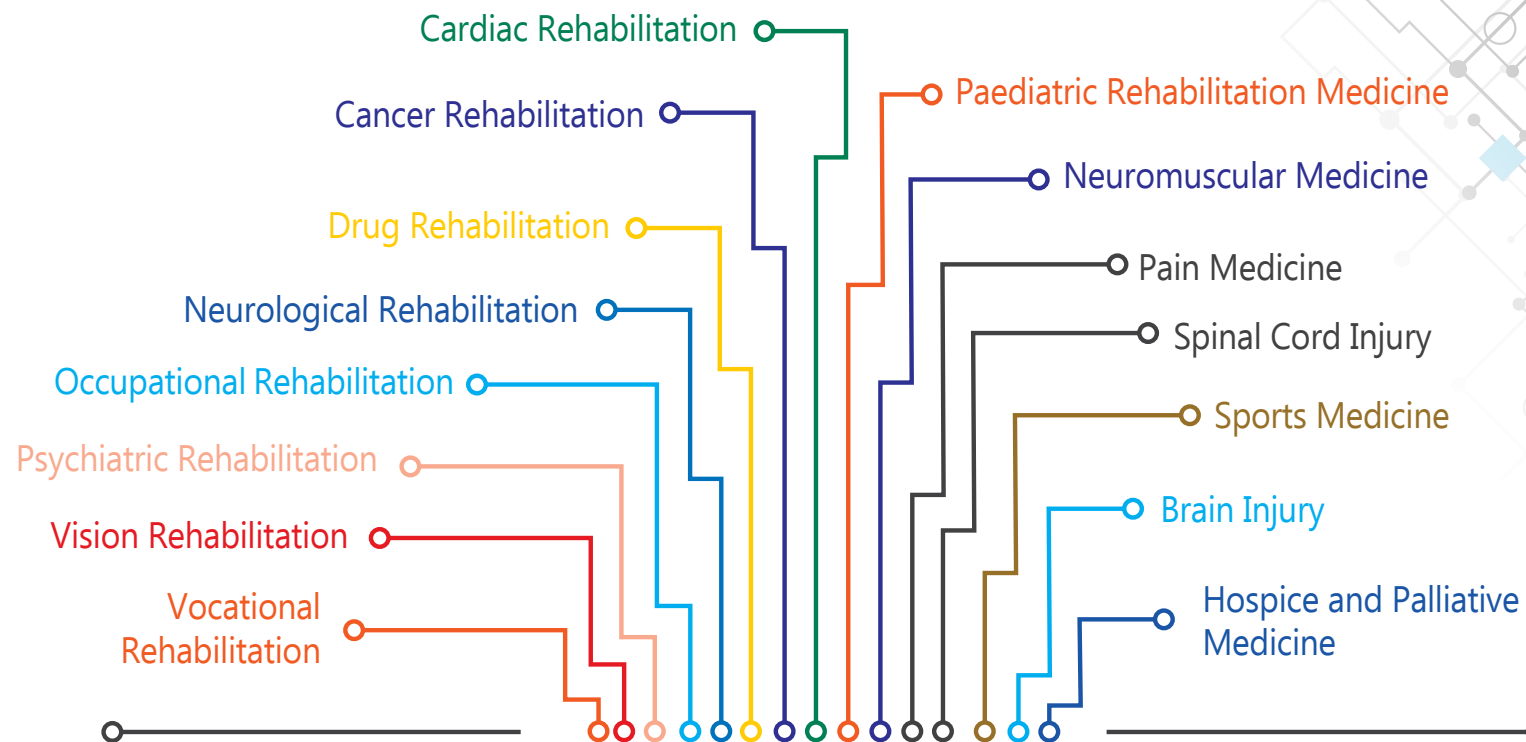 Cardiac Rehabilitation
Cancer Rehabilitation
Drug Rehabilitation
Neurological Rehabilitation
Occupational Rehabilitation
Psychiatric Rehabilitation
Vision Rehabilitation
Vocational
Rehabilitation
Paediatric Rehabilitation Medicine
Neuromuscular Medicine
Pain Medicine
Spinal Cord Injury
Sports Medicine
Brain Injury
Hospice and Palliative
Medicine